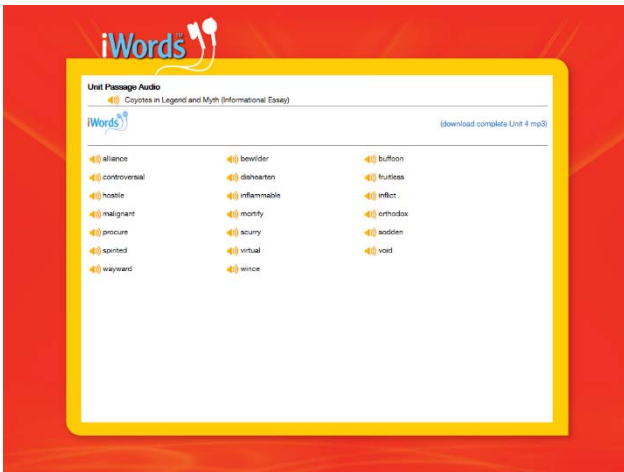 iWords™
Unit Passage Audio
Coyotes in Legend and Myth (Informational Essay)
iWords
(download complete Unit 4 mp3)
alliance bewilder buffoon
controversial dishearten fruitless
hostile inflammable inflict
malignant mortify orthodox
procure scurry sodden
spirited virtual void
wayward wince